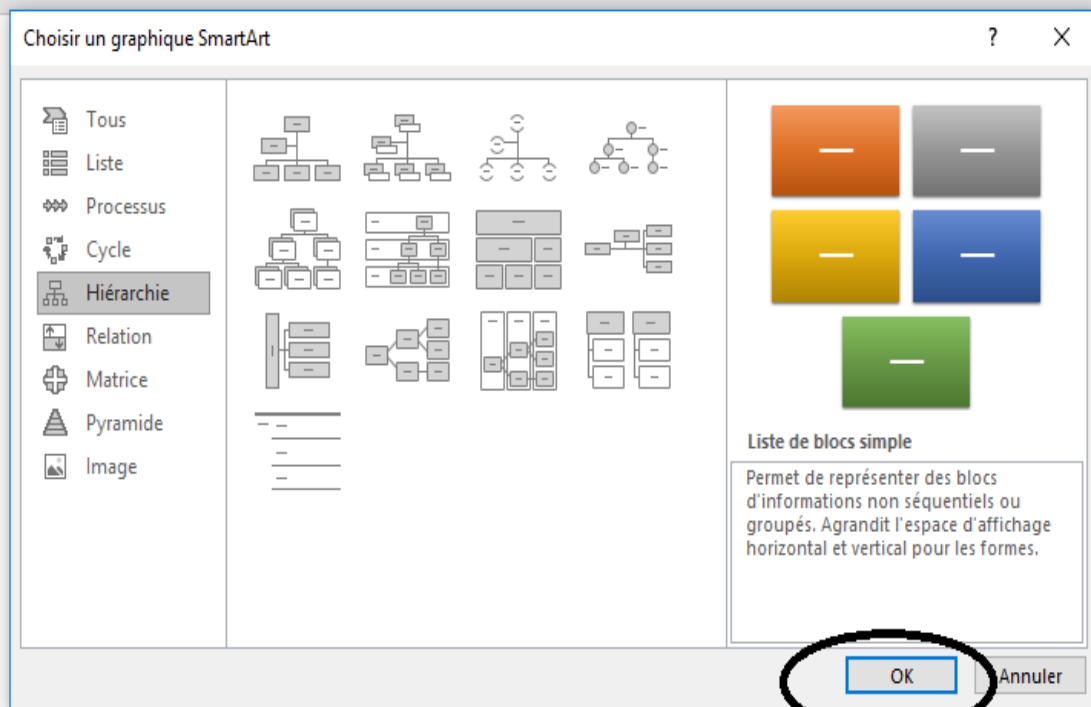 Choisir un graphique SmartArt
?
Tous
Liste
Processus
Cycle
Hiérarchie
Relation
Matrice
Pyramide
Image
Liste de blocs simple
Permet de représenter des blocs
d'informations non séquentiels ou
groupés. Agrandit l'espace d'affichage
horizontal et vertical pour les formes.
OK
Annuler